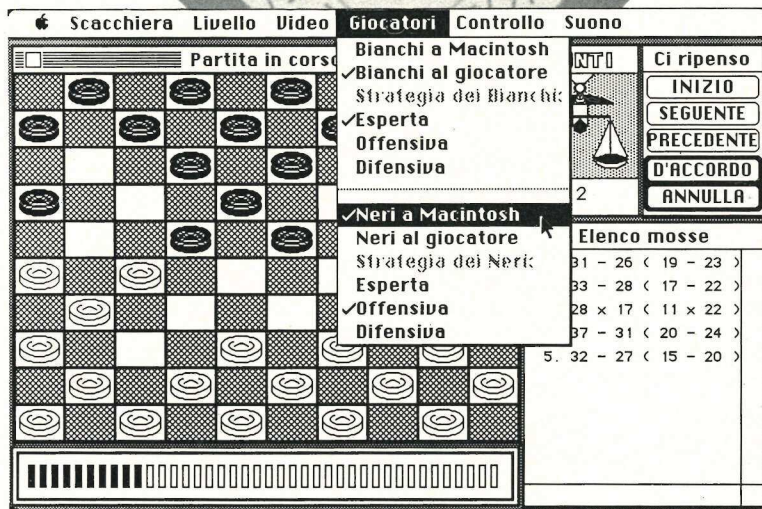 Scacchiera Livello Video Giocatori Controllo Suono
Partita in corso
Bianchi a Macintosh
✓Bianchi al giocatore
Strategia dei Bianchi:
✓Esperta
Offensiva
Difensiva
✓Neri a Macintosh
Neri al giocatore
Strategia dei Neri:
Esperta
✓Offensiva
Difensiva
NTI
2
Ci ripenso
INIZIO
SEGUENTE
PRECEDENTE
D'ACCORDO
ANNULLA
Elenco mosse
31 - 26 ( 19 - 23 )
33 - 28 ( 17 - 22 )
28 x 17 ( 11 x 22 )
37 - 31 ( 20 - 24 )
5. 32 - 27 ( 15 - 20 )